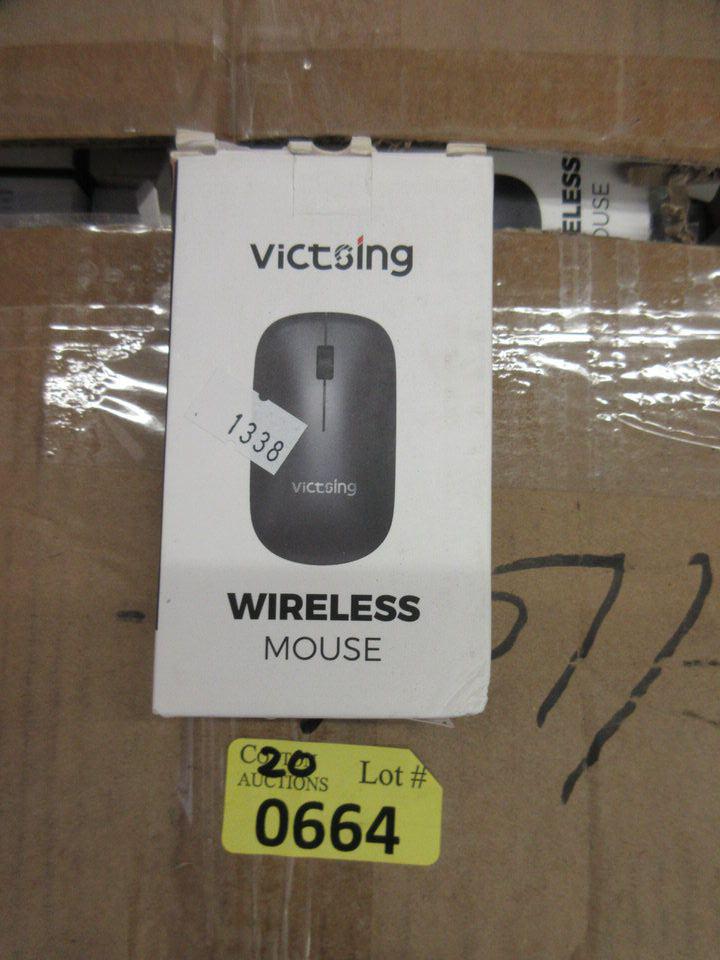 ELESS
OUSE
victsing
1338
victsing
WIRELESS
MOUSE
20
AUCTIONS
Lot #
0664